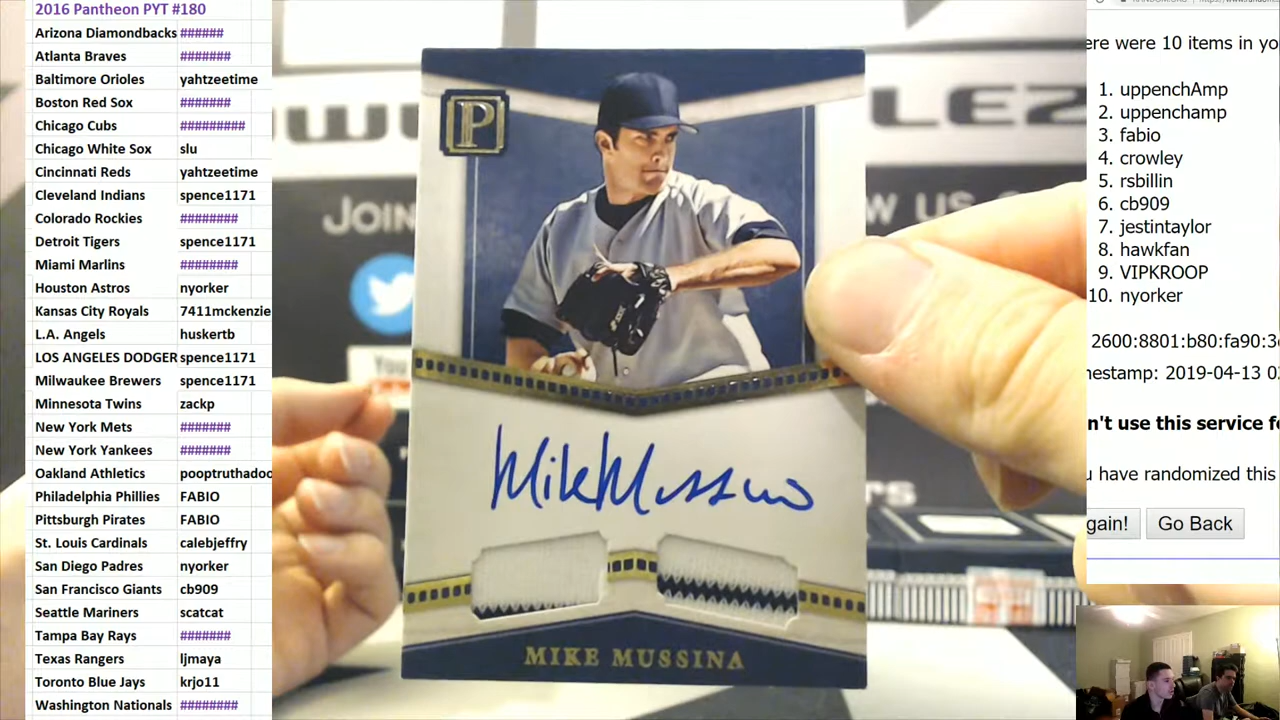 2016 Pantheon PYT #180
Arizona Diamondbacks ######
Atlanta Braves #######
Baltimore Orioles yahtzeetime
Boston Red Sox #######
Chicago Cubs #########
Chicago White Sox slu
Cincinnati Reds yahtzeetime
Cleveland Indians spence1171
Colorado Rockies ########
Detroit Tigers spence1171
Miami Marlins ########
Houston Astros nyorker
Kansas City Royals 7411mckenzie
L.A. Angels huskertb
LOS ANGELES DODGER spence1171
Milwaukee Brewers spence1171
Minnesota Twins zackp
New York Mets #######
New York Yankees #######
Oakland Athletics pooptruthadoo
Philadelphia Phillies FABIO
Pittsburgh Pirates FABIO
St. Louis Cardinals calebjeffry
San Diego Padres nyorker
San Francisco Giants cb909
Seattle Mariners scatcat
Tampa Bay Rays #######
Texas Rangers ljmaya
Toronto Blue Jays krjo11
Washington Nationals ########
P
JOIN
W US
LEZ
You
Mike Mussina
MIKE MUSSINA
ere were 10 items in yo
1. uppenchAmp
2. uppenchamp
3. fabio
4. crowley
5. rsbillin
6. cb909
7. jestintaylor
8. hawkfan
9. VIPKROOP
10. nyorker
2600:8801:b80:fa90:3
nestamp: 2019-04-13 0
n't use this service f
u have randomized this
gain!
Go Back